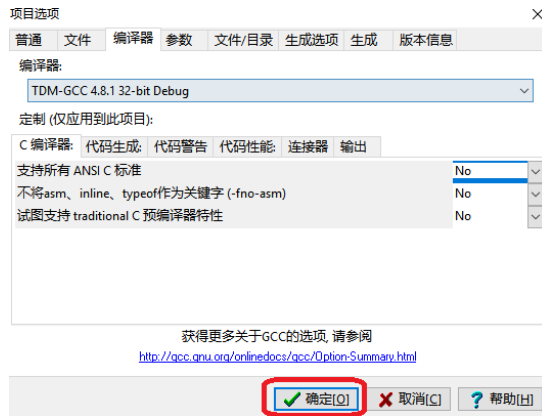 项目选项
普通 文件 编译器 参数 文件/目录 生成选项 生成 版本信息
编译器:
TDM-GCC 4.8.1 32-bit Debug
定制 (仅应用到此项目):
C 编译器: 代码生成: 代码警告 代码性能: 连接器 输出
支持所有 ANSI C 标准 No
不将asm、inline、typeof作为关键字 (-fno-asm) No
试图支持 traditional C 预编译器特性 No
获得更多关于GCC的选项, 请参阅
http://gcc.gnu.org/onlinedocs/gcc/Option-Summary.html
确定[O] 取消[C] 帮助[H]